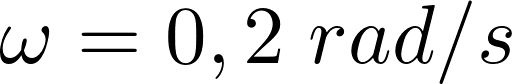 ω = 0, 2 rad/s